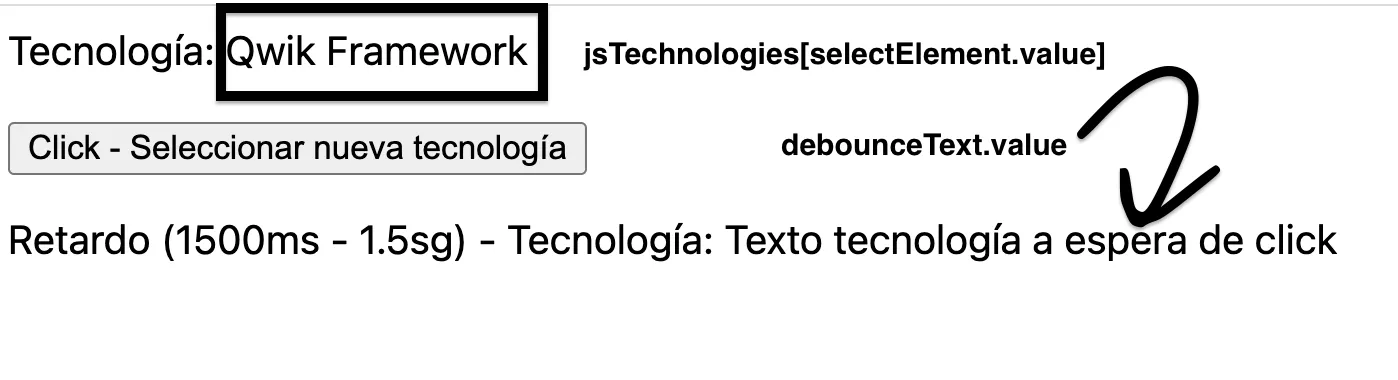 Tecnología: Qwik Framework jsTechnologies[selectElement.value]
Click - Seleccionar nueva tecnología debounceText.value
Retardo (1500ms - 1.5sg) - Tecnología: Texto tecnología a espera de click